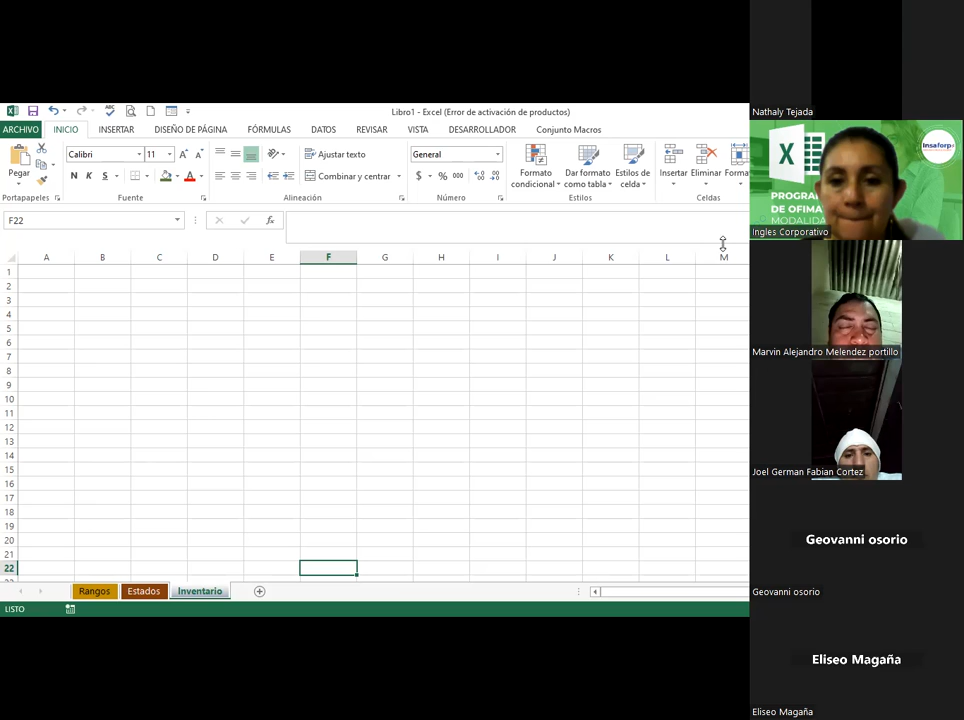 Libro1 - Excel (Error de activación de productos)
ARCHIVO INICIO INSERTAR DISEÑO DE PÁGINA FÓRMULAS DATOS REVISAR VISTA DESARROLLADOR Conjunto Macros
Pegar
Calibri 11
Ajustar texto
General
N K S
Combinar y centrar
$ % 000
Formato condicional
Dar formato como tabla
Estilos de celda
Insertar Eliminar Forma
Portapapeles Fuente Alineación Número Estilos Celdas
F22
fx
A B C D E F G H I J K L M
1
2
3
4
5
6
7
8
9
10
11
12
13
14
15
16
17
18
19
20
21
22
Rangos Estados Inventario
LISTO
Nathaly Tejada
Insaforp
PROGRA
DE OFIMA
MODALIDA
Ingles Corporativo
Marvin Alejandro Melendez portillo
Joel German Fabian Cortez
Geovanni osorio
Geovanni osorio
Eliseo Magaña
Eliseo Magaña